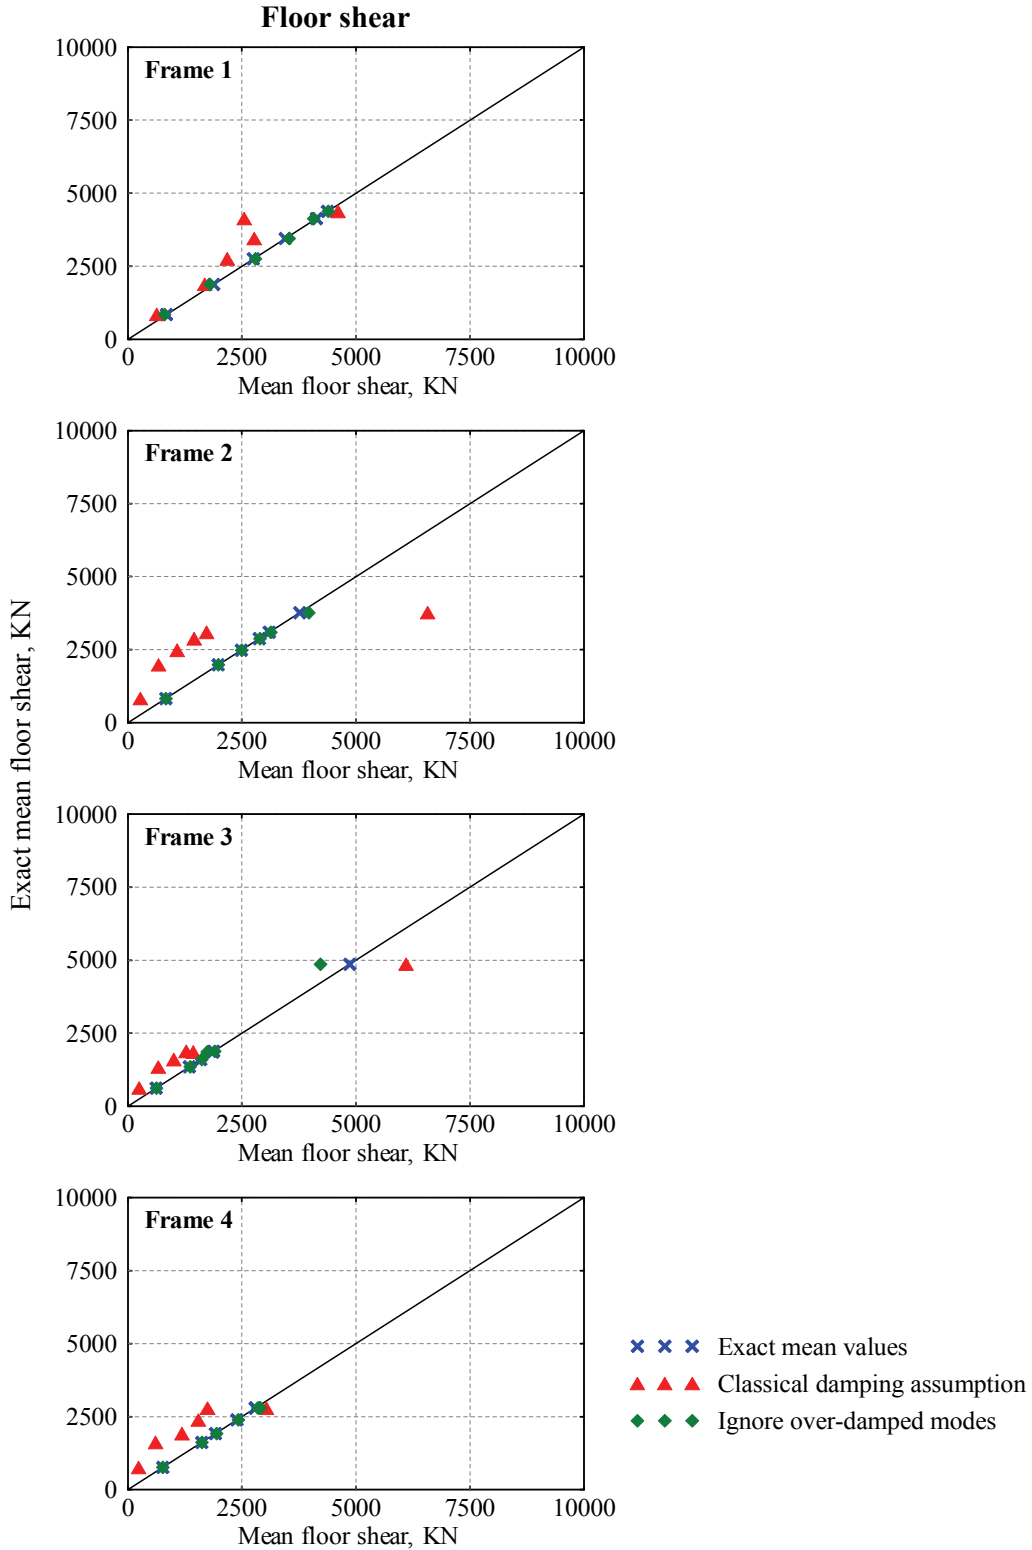 Floor shear
Frame 1
10000
7500
5000
2500
0
0 2500 5000 7500 10000
Mean floor shear, KN
Frame 2
10000
7500
5000
2500
0
0 2500 5000 7500 10000
Mean floor shear, KN
Exact mean floor shear, KN
Frame 3
10000
7500
5000
2500
0
0 2500 5000 7500 10000
Mean floor shear, KN
Frame 4
10000
7500
5000
2500
0
0 2500 5000 7500 10000
Mean floor shear, KN
Exact mean values
Classical damping assumption
Ignore over-damped modes